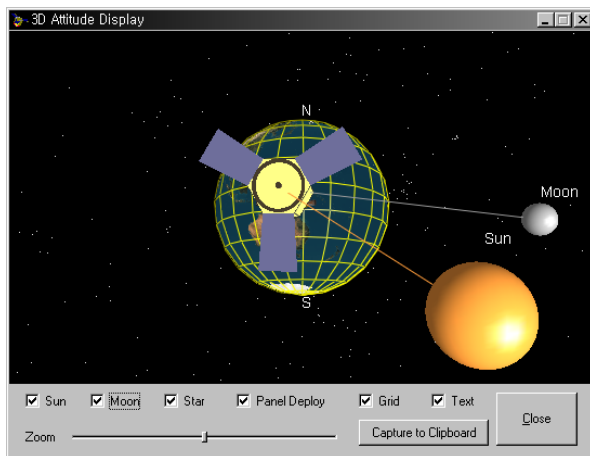 3D Attitude Display
N
Moon
Sun
S
Sun Moon Star Panel Deploy Grid Text
Close
Zoom
Capture to Clipboard